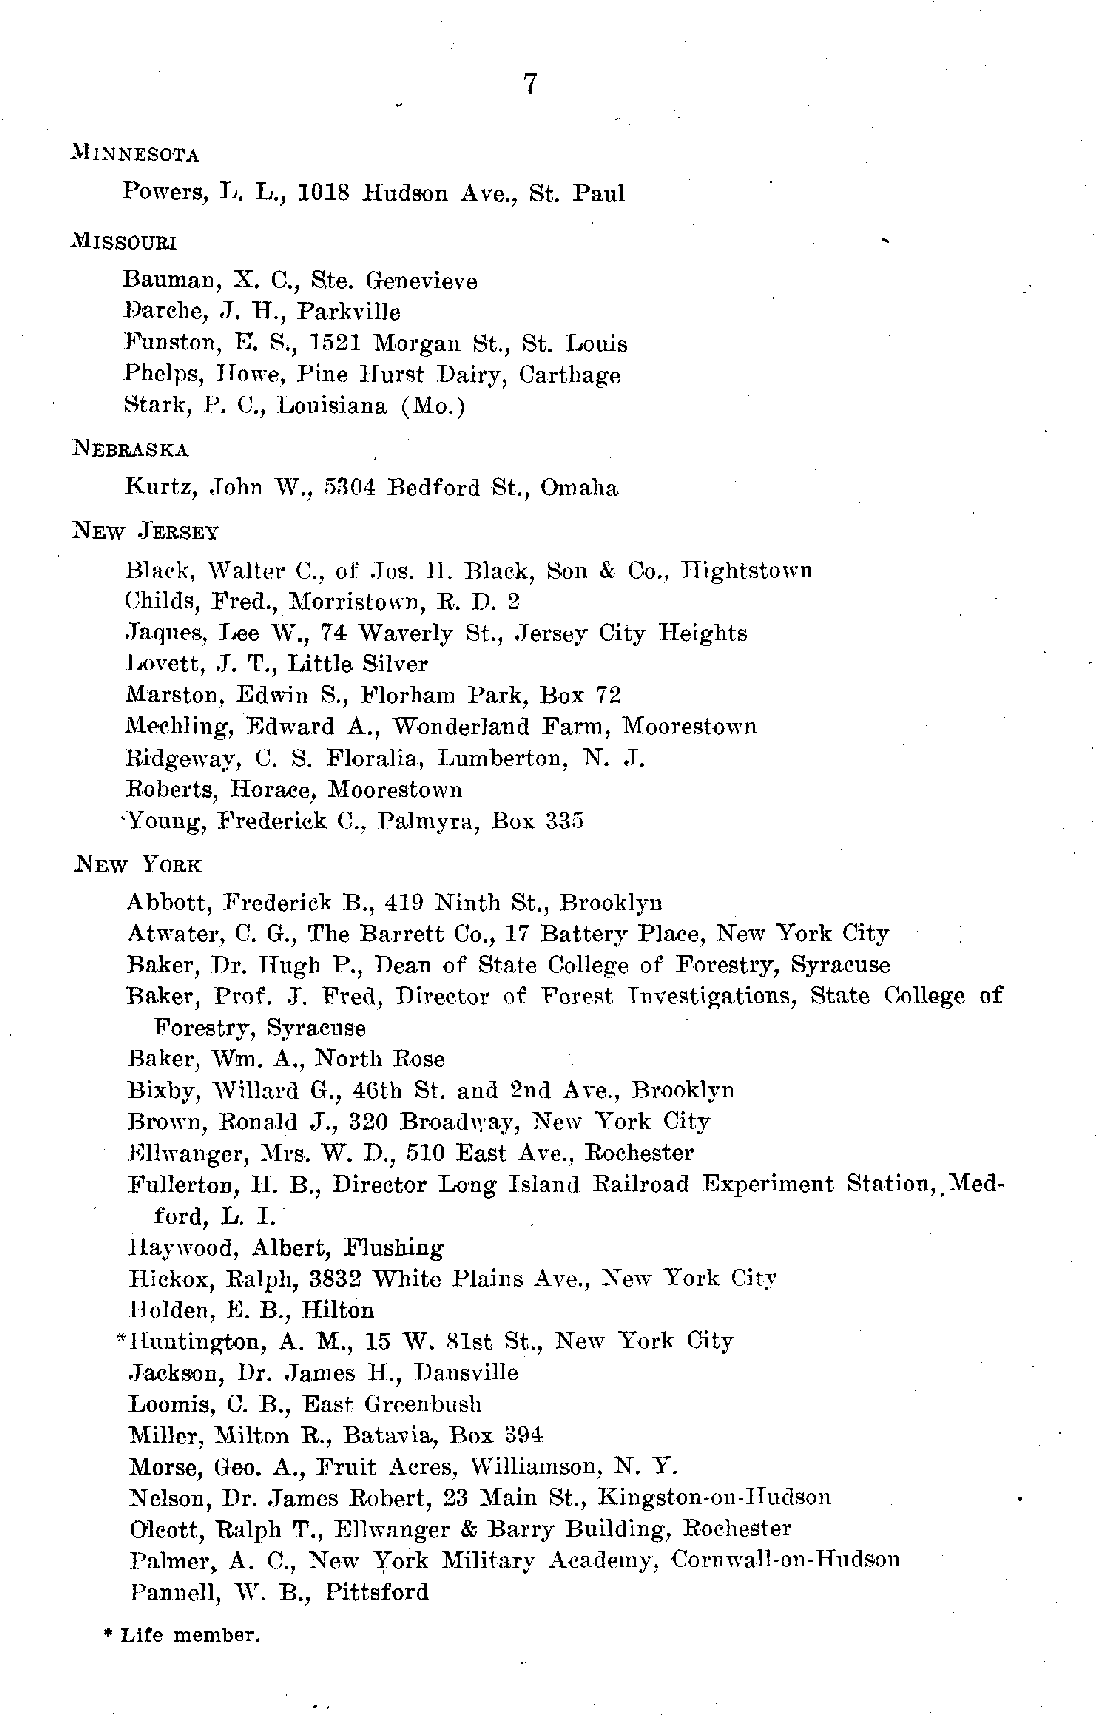 7
MINNESOTA
Powers, L. L., 1018 Hudson Ave., St. Paul
MISSOURI
Bauman, X. C., Ste. Genevieve
Darche, J. H., Parkville
Funston, E. S., 1521 Morgan St., St. Louis
Phelps, Howe, Pine Hurst Dairy, Carthage
Stark, P. C., Louisiana (Mo.)
NEBRASKA
Kurtz, John W., 5304 Bedford St., Omaha
NEW JERSEY
Black, Walter C., of Jos. H. Black, Son & Co., Hightstown
Childs, Fred., Morristown, R. D. 2
Jaques, Lee W., 74 Waverly St., Jersey City Heights
Lovett, J. T., Little Silver
Marston, Edwin S., Florham Park, Box 72
Mechling, Edward A., Wonderland Farm, Moorestown
Ridgeway, C. S. Floralia, Lumberton, N. J.
Roberts, Horace, Moorestown
Young, Frederick C., Palmyra, Box 335
NEW YORK
Abbott, Frederick B., 419 Ninth St., Brooklyn
Atwater, C. G., The Barrett Co., 17 Battery Place, New York City
Baker, Dr. Hugh P., Dean of State College of Forestry, Syracuse
Baker, Prof. J. Fred, Director of Forest Investigations, State College of
Forestry, Syracuse
Baker, Wm. A., North Rose
Bixby, Willard G., 46th St. and 2nd Ave., Brooklyn
Brown, Ronald J., 320 Broadway, New York City
Ellwanger, Mrs. W. D., 510 East Ave., Rochester
Fullerton, H. B., Director Long Island Railroad Experiment Station, Med-
ford, L. I.
Haywood, Albert, Flushing
Hickox, Ralph, 3832 White Plains Ave., New York City
Holden, E. B., Hilton
*Huntington, A. M., 15 W. 81st St., New York City
Jackson, Dr. James H., Dansville
Loomis, C. B., East Greenbush
Miller, Milton R., Batavia, Box 394
Morse, Geo. A., Fruit Acres, Williamson, N. Y.
Nelson, Dr. James Robert, 23 Main St., Kingston-on-Hudson
Olcott, Ralph T., Ellwanger & Barry Building, Rochester
Palmer, A. C., New York Military Academy, Cornwall-on-Hudson
Pannell, W. B., Pittsford
* Life member.